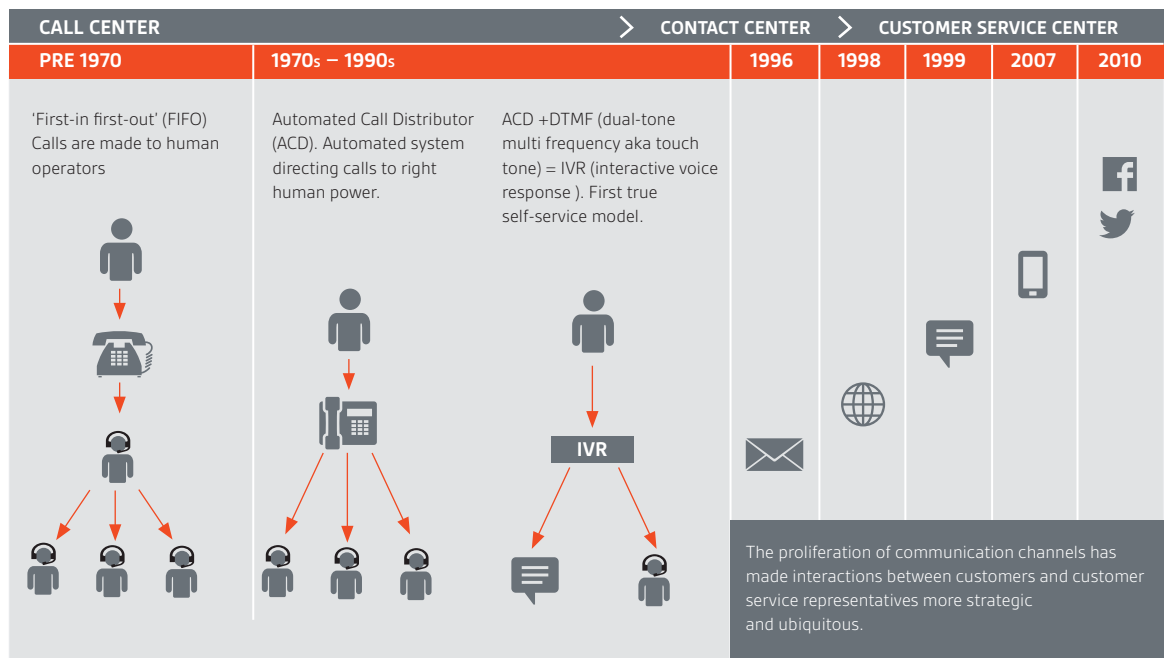 CALL CENTER
CONTACT CENTER
CUSTOMER SERVICE CENTER
PRE 1970
1970s – 1990s
1996
1998
1999
2007
2010
‘First-in first-out’ (FIFO)
Calls are made to human
operators
Automated Call Distributor
(ACD). Automated system
directing calls to right
human power.
ACD +DTMF (dual-tone
multi frequency aka touch
tone) = IVR (interactive voice
response ). First true
self-service model.
IVR
The proliferation of communication channels has
made interactions between customers and customer
service representatives more strategic
and ubiquitous.